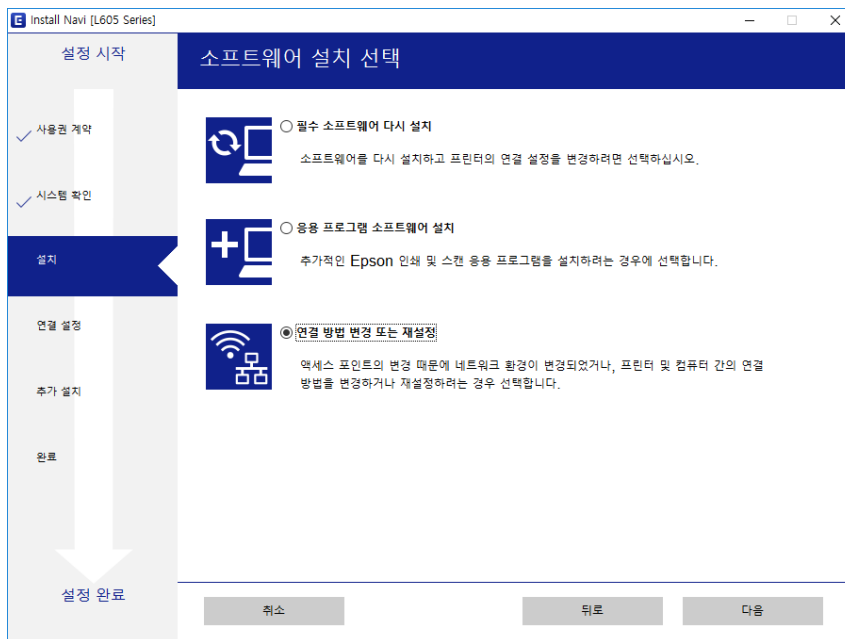 Install Navi [L605 Series]
설정 시작
소프트웨어 설치 선택
사용권 계약
시스템 확인
설치
연결 설정
추가 설치
완료
설정 완료
필수 소프트웨어 다시 설치
소프트웨어를 다시 설치하고 프린터의 연결 설정을 변경하려면 선택하십시오.
응용 프로그램 소프트웨어 설치
추가적인 Epson 인쇄 및 스캔 응용 프로그램을 설치하려는 경우에 선택합니다.
연결 방법 변경 또는 재설정
액세스 포인트의 변경 때문에 네트워크 환경이 변경되었거나, 프린터 및 컴퓨터 간의 연결
방법을 변경하거나 재설정하려는 경우 선택합니다.
취소
뒤로
다음